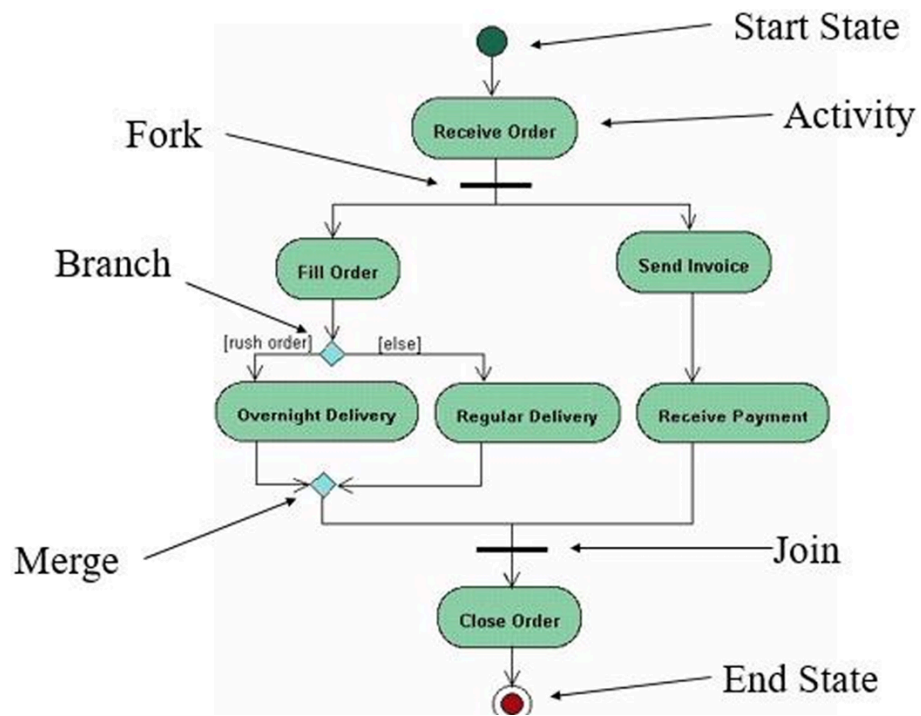 Start State
Receive Order
Activity
Fork
Fill Order
Send Invoice
Branch
[rush order]
[else]
Overnight Delivery
Regular Delivery
Receive Payment
Merge
Join
Close Order
End State